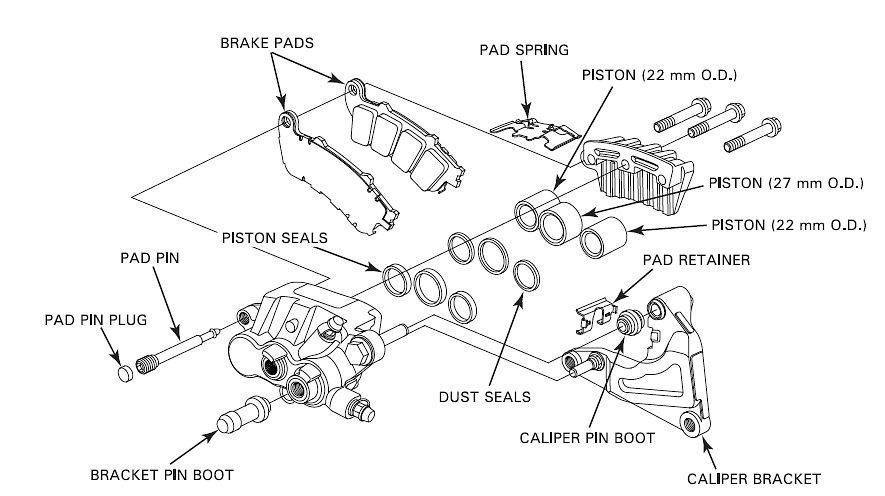 BRAKE PADS
PAD SPRING
PISTON (22 mm O.D.)
PISTON (27 mm O.D.)
PISTON (22 mm O.D.)
PISTON SEALS
PAD PIN
PAD RETAINER
PAD PIN PLUG
DUST SEALS
CALIPER PIN BOOT
BRACKET PIN BOOT
CALIPER BRACKET